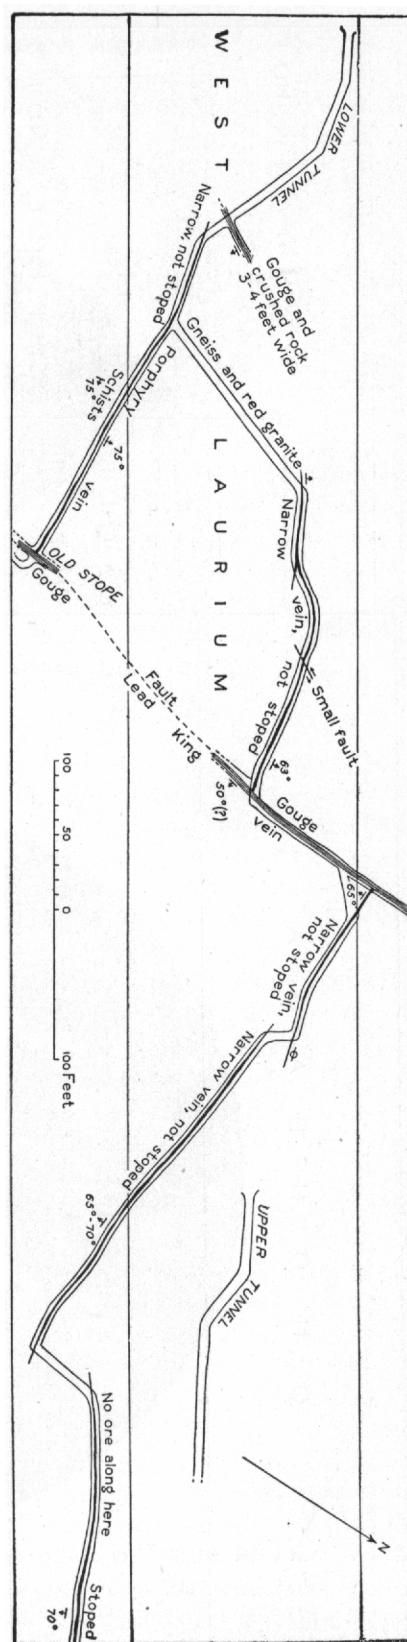 WEST
LAURIUM
LOWER
TUNNEL
Gouge and
crushed rock
3-4 feet wide
Narrow, not stoped
Gneiss and red granite
Porphyry
Schists
75°
75°
vein
Narrow
vein,
not stoped
Small fault
OLD STOPE
Gouge
Fault
Lead
King
63°
50°(?)
Gouge
vein
65°
100
50
0
100 Feet
Narrow vein,
not stoped
Narrow vein, not stoped
65°-70°
UPPER
TUNNEL
No ore along here
N
Stoped
70°